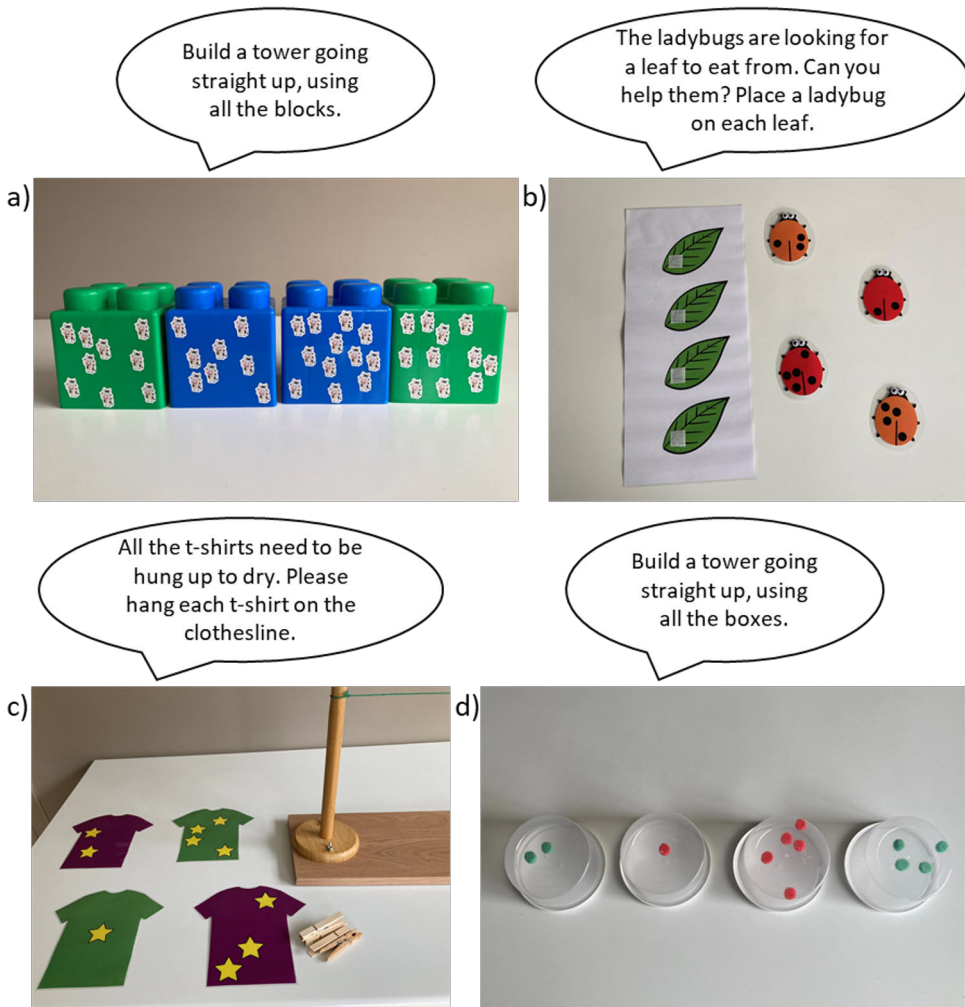 Build a tower going
straight up, using
all the blocks.
The ladybugs are looking for
a leaf to eat from. Can you
help them? Place a ladybug
on each leaf.
a)
b)
All the t-shirts need to be
hung up to dry. Please
hang each t-shirt on the
clothesline.
Build a tower going
straight up, using
all the boxes.
c)
d)